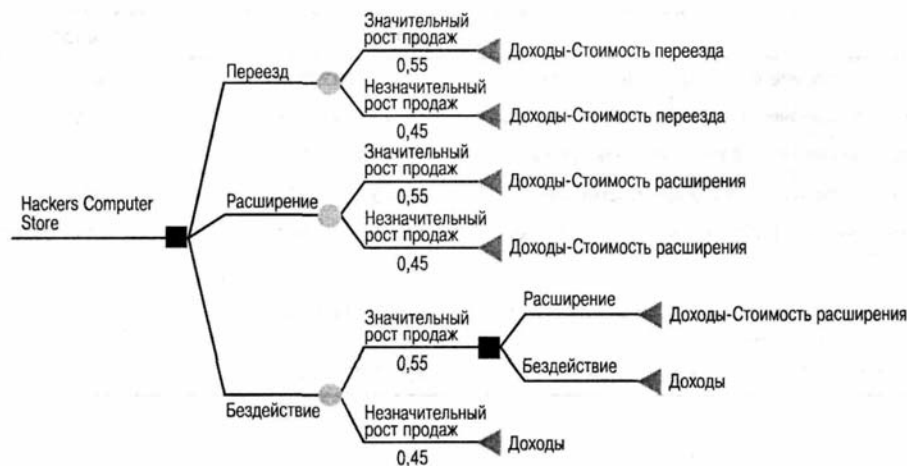 Значительный
рост продаж
0,55
Доходы-Стоимость переезда
Переезд
Незначительный
рост продаж
0,45
Доходы-Стоимость переезда
Hackers Computer
Store
Значительный
рост продаж
0,55
Доходы-Стоимость расширения
Расширение
Незначительный
рост продаж
0,45
Доходы-Стоимость расширения
Бездействие
Значительный
рост продаж
0,55
Расширение
Доходы-Стоимость расширения
Бездействие
Доходы
Незначительный
рост продаж
0,45
Доходы